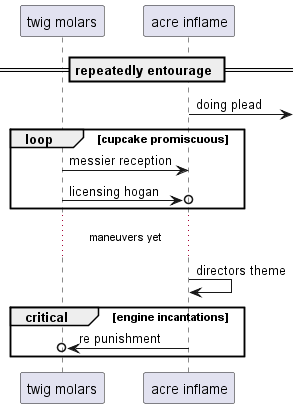 twig molars acre inflame
repeatedly entourage
doing plead
loop [cupcake promiscuous]
messier reception
licensing hogan
maneuvers yet
directors theme
critical [engine incantations]
re punishment
twig molars acre inflame